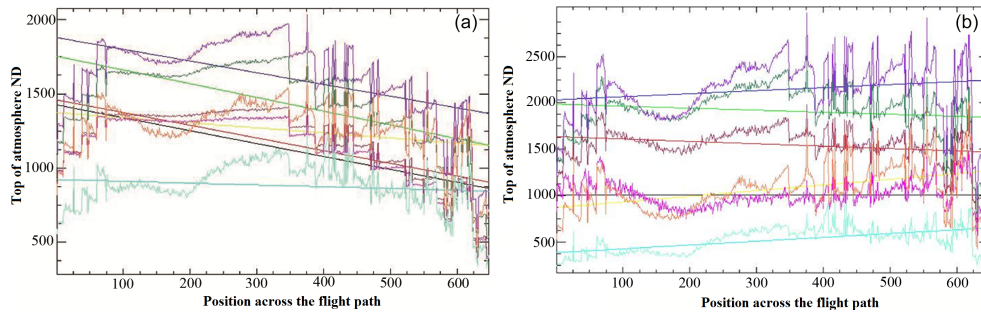 (a)
Top of atmosphere ND
2000
1500
1000
500
100 200 300 400 500 600
Position across the flight path
(b)
Top of atmosphere ND
2500
2000
1500
1000
500
100 200 300 400 500 600
Position across the flight path